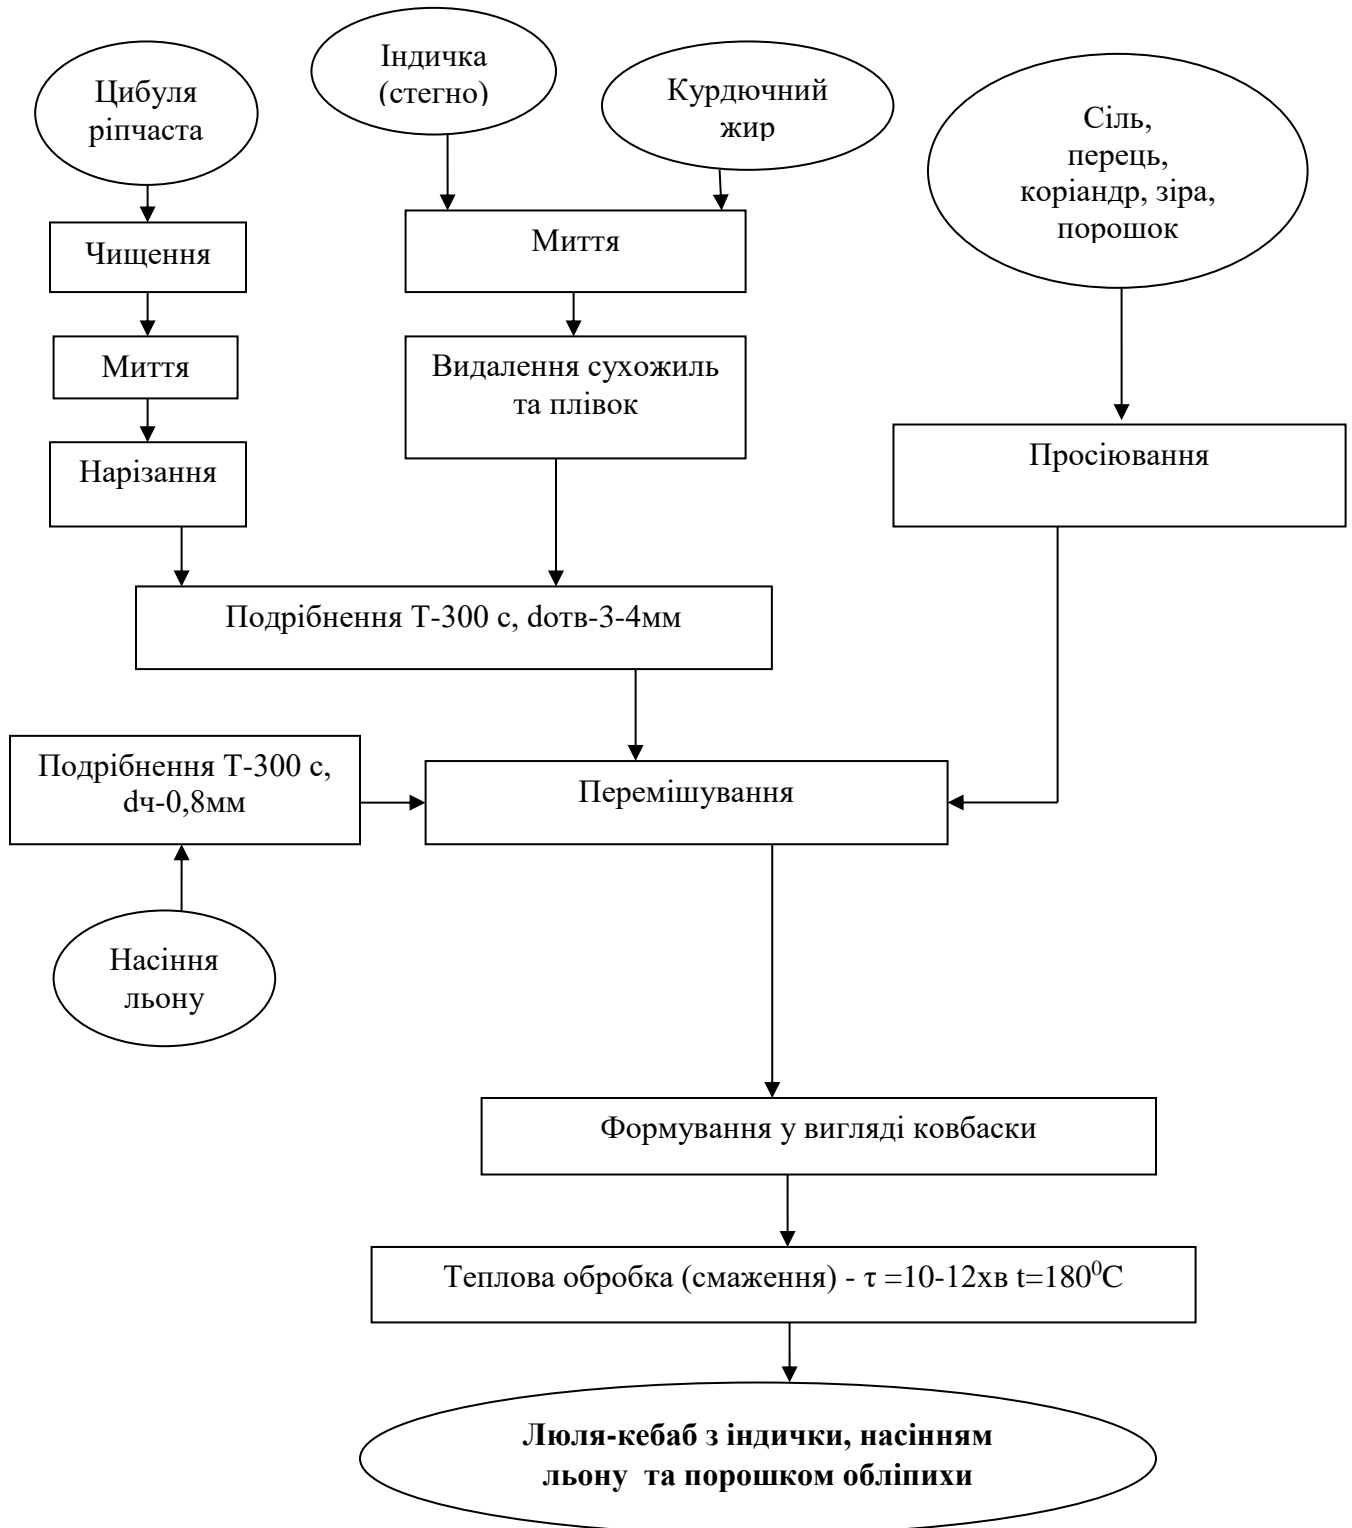 Цибуля
ріпчаста
Індичка
(стегно)
Курдючний
жир
Сіль,
перець,
коріандр, зіра,
порошок
Чищення
Миття
Миття
Видалення сухожиль
та плівок
Нарізання
Просіювання
Подрібнення Т-300 с, dотв-3-4мм
Подрібнення Т-300 с,
dч-0,8мм
Перемішування
Насіння
льону
Формування у вигляді ковбаски
Теплова обробка (смаження) - τ =10-12хв t=180⁰С
Люля-кебаб з індички, насінням
льону та порошком обліпихи